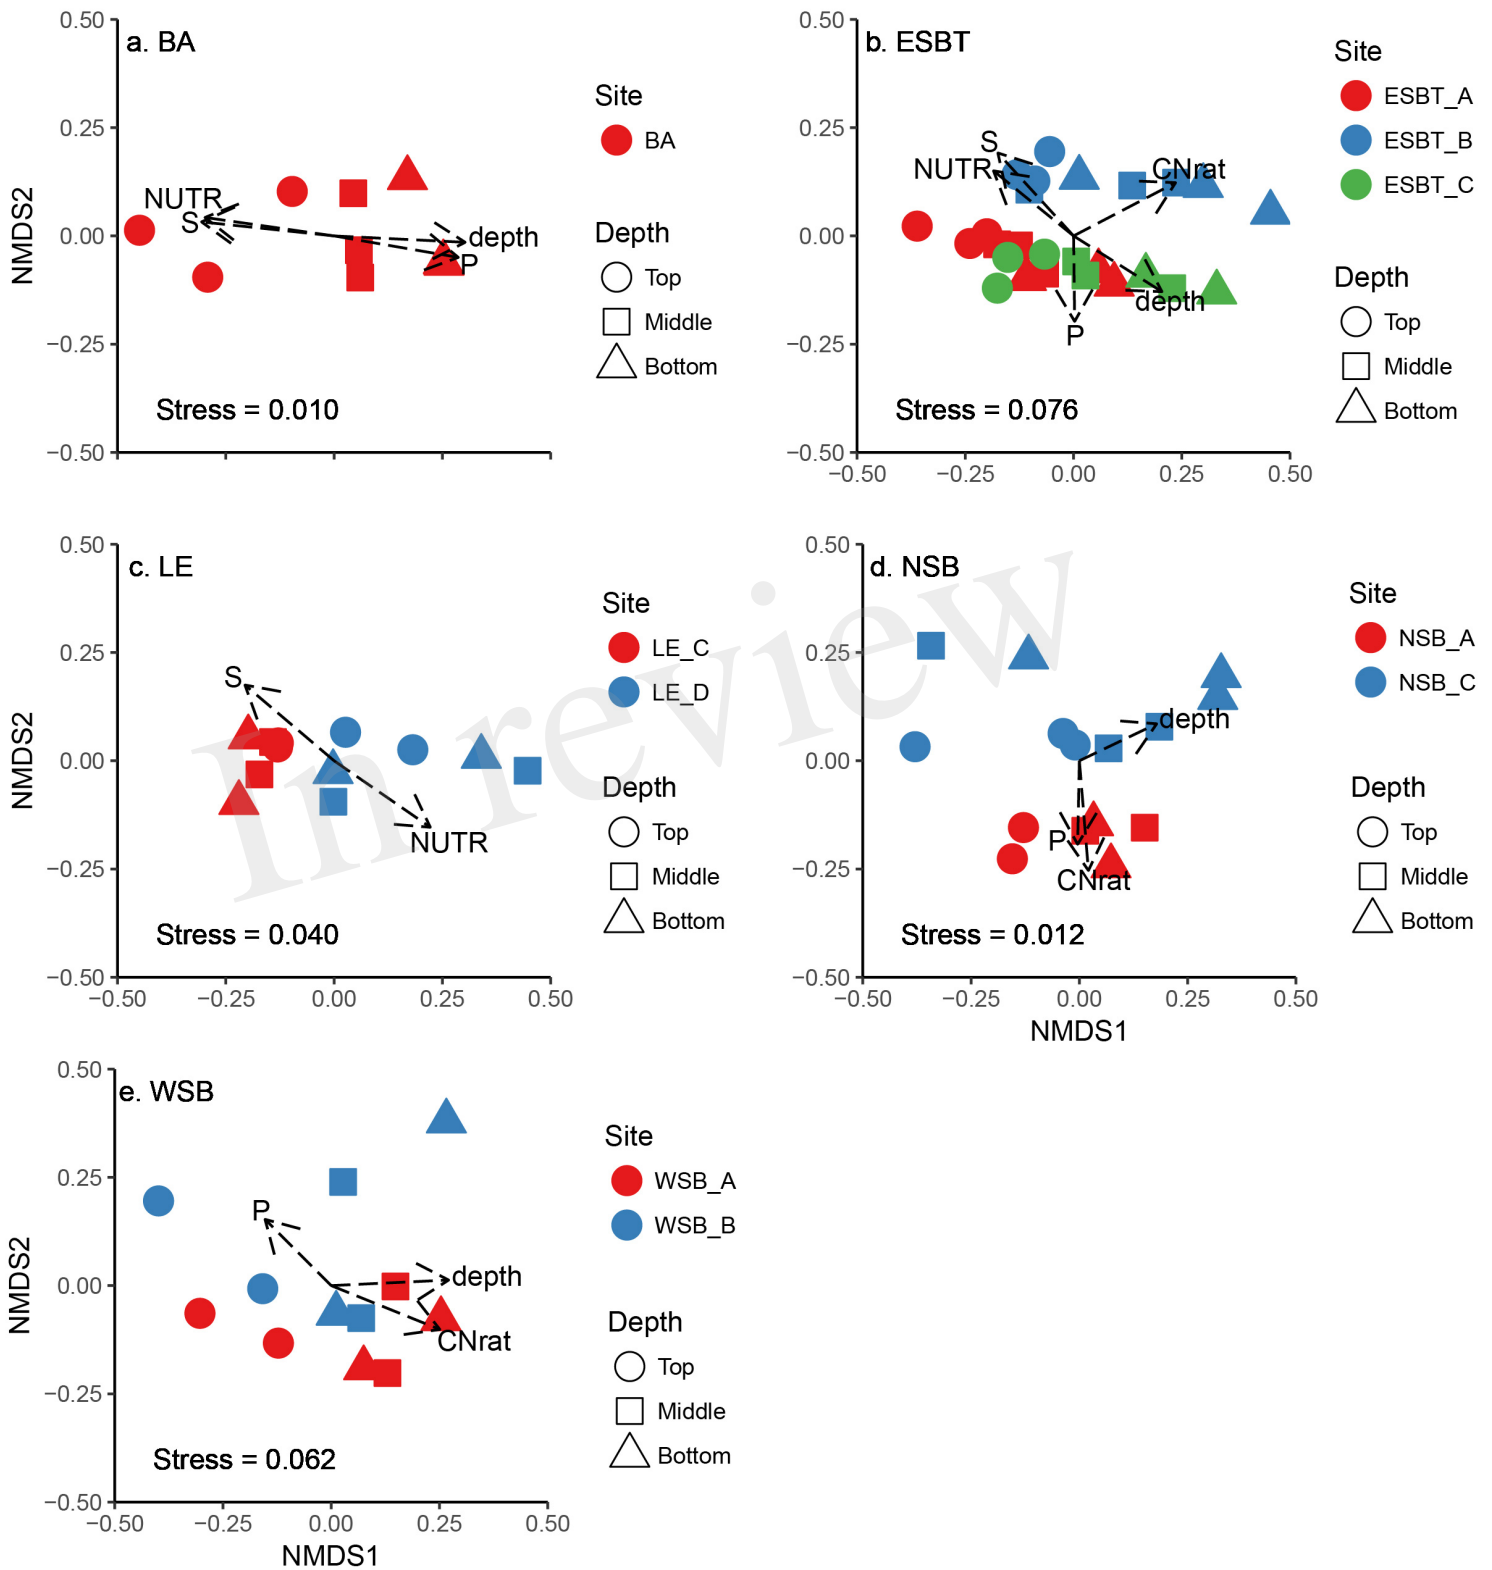 a. BA
NMDS2
0.50
0.25
0.00
−0.25
−0.50
NUTR
S
depth
P
Stress = 0.010
Site
BA
Depth
Top
Middle
Bottom
b. ESBT
0.50
0.25
0.00
−0.25
−0.50
S
NUTR
CNrat
depth
P
Stress = 0.076
−0.50
−0.25
0.00
0.25
0.50
Site
ESBT_A
ESBT_B
ESBT_C
Depth
Top
Middle
Bottom
c. LE
NMDS2
0.50
0.25
0.00
−0.25
−0.50
S
NUTR
Stress = 0.040
−0.50
−0.25
0.00
0.25
0.50
Site
LE_C
LE_D
Depth
Top
Middle
Bottom
In review
d. NSB
0.50
0.25
0.00
−0.25
−0.50
depth
P
CNrat
Stress = 0.012
−0.50
−0.25
0.00
0.25
0.50
NMDS1
Site
NSB_A
NSB_C
Depth
Top
Middle
Bottom
e. WSB
NMDS2
0.50
0.25
0.00
−0.25
−0.50
P
depth
CNrat
Stress = 0.062
−0.50
−0.25
0.00
0.25
0.50
NMDS1
Site
WSB_A
WSB_B
Depth
Top
Middle
Bottom